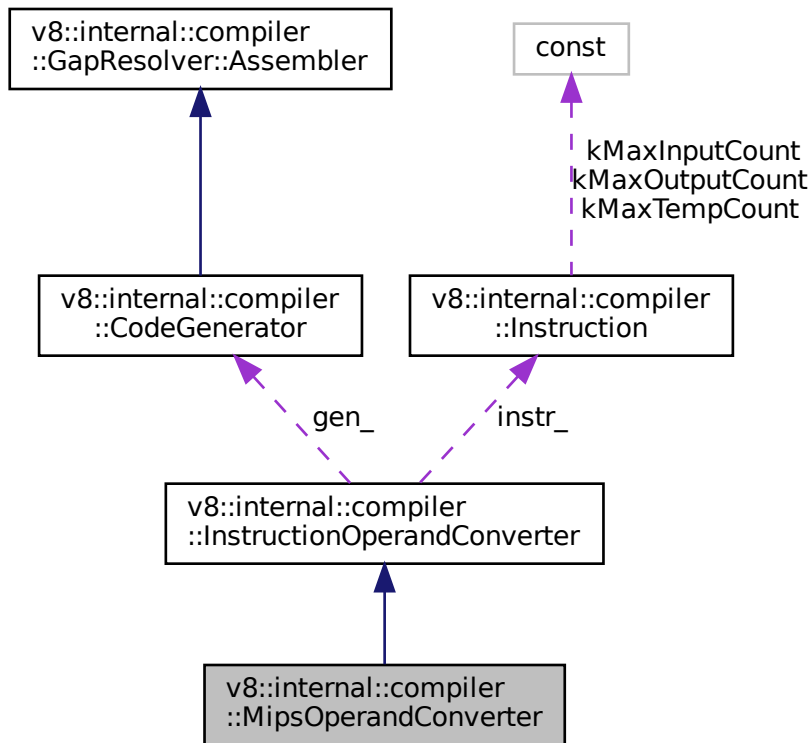 v8::internal::compiler
::GapResolver::Assembler
const
kMaxInputCount
kMaxOutputCount
kMaxTempCount
v8::internal::compiler
::CodeGenerator
v8::internal::compiler
::Instruction
gen_
instr_
v8::internal::compiler
::InstructionOperandConverter
v8::internal::compiler
::MipsOperandConverter